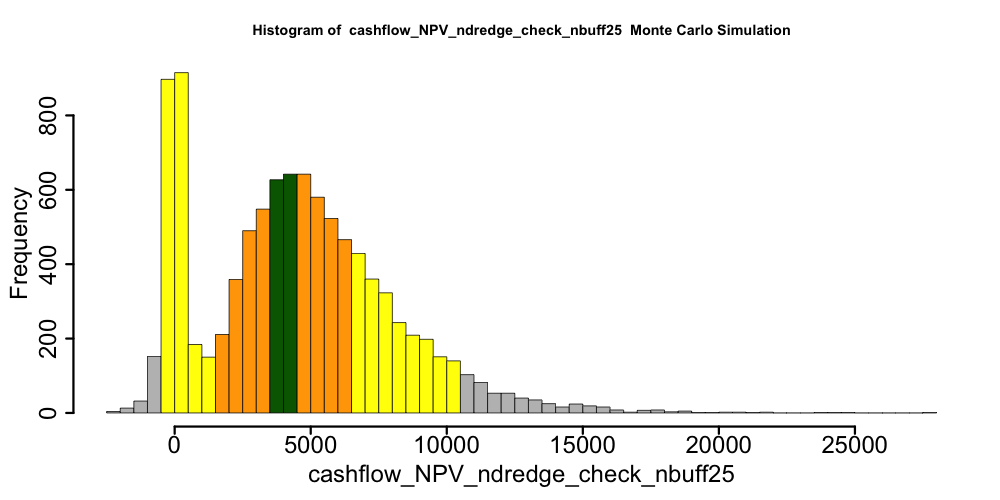 Histogram of  cashflow_NPV_ndredge_check_nbuff25  Monte Carlo Simulation
Frequency
800
600
400
200
0
0 5000 10000 15000 20000 25000
cashflow_NPV_ndredge_check_nbuff25